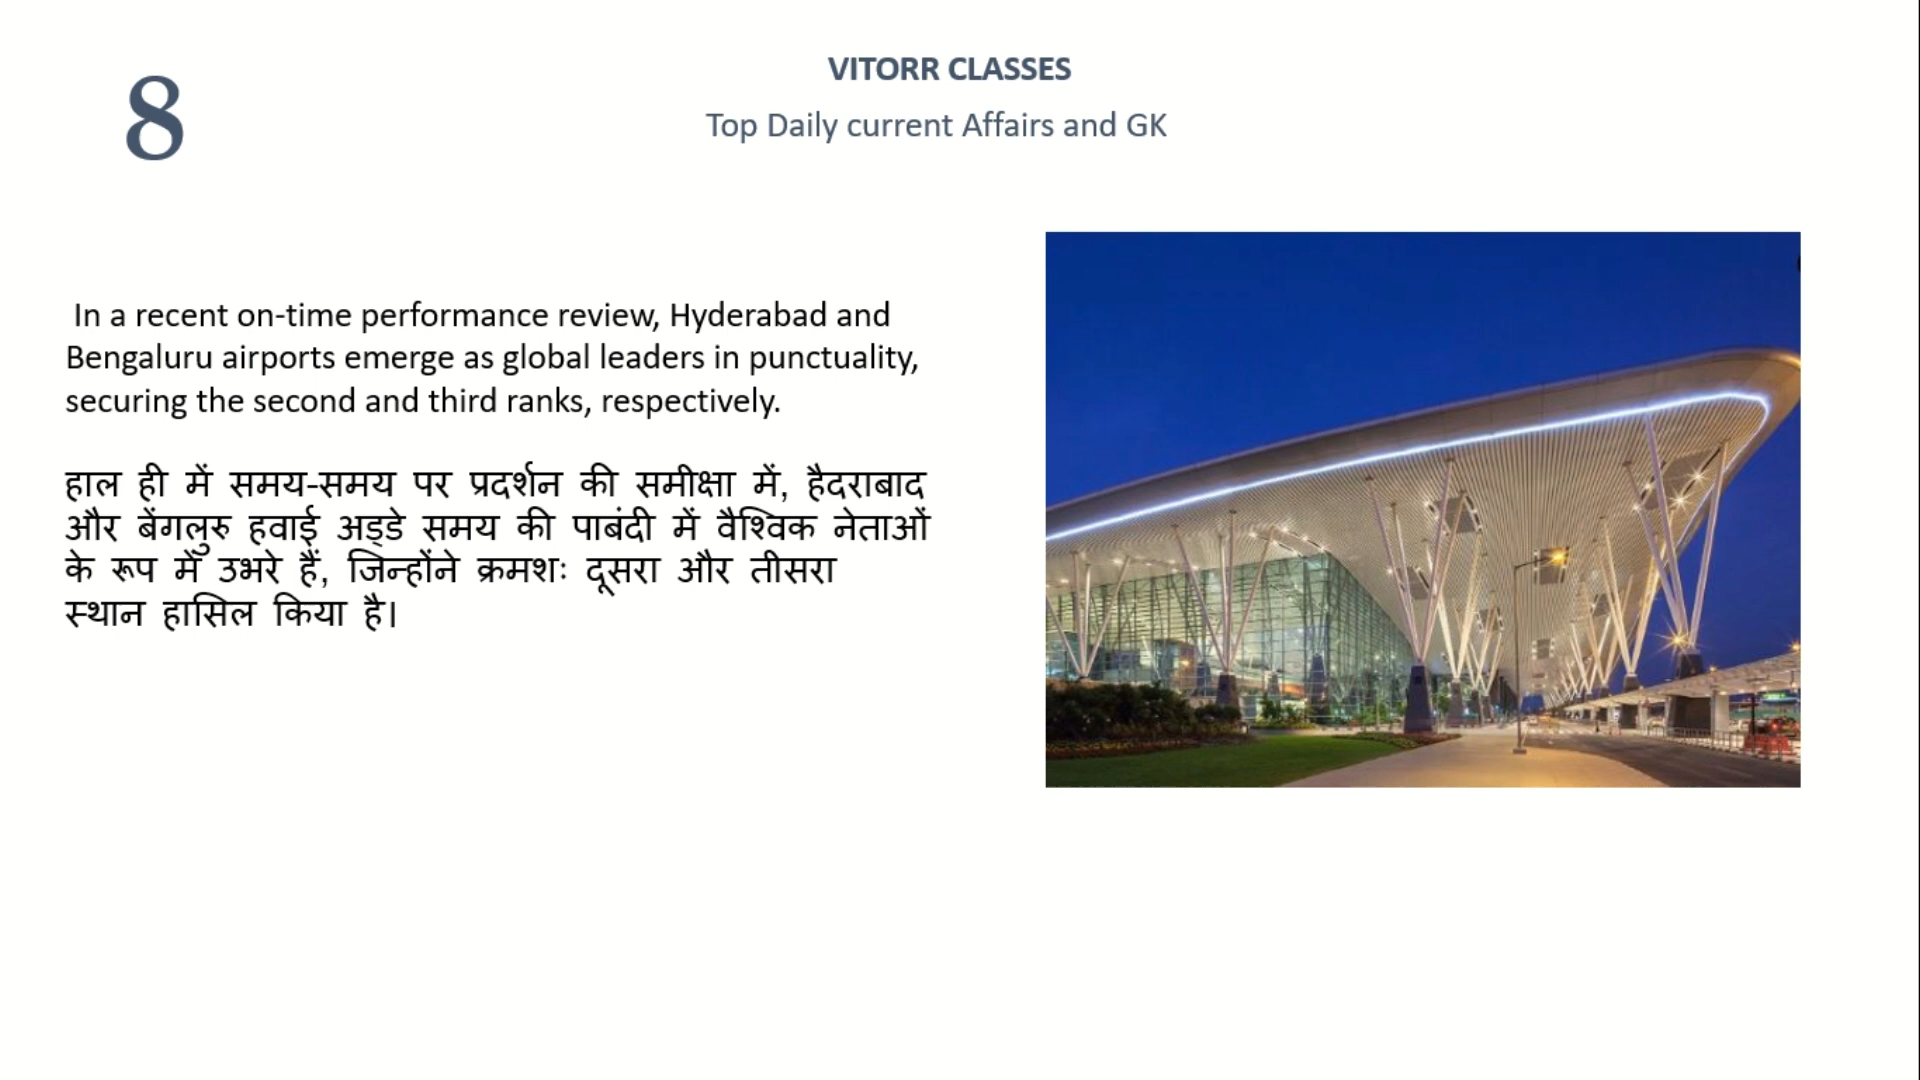 8
VITORR CLASSES
Top Daily current Affairs and GK
In a recent on-time performance review, Hyderabad and
Bengaluru airports emerge as global leaders in punctuality,
securing the second and third ranks, respectively.
हाल ही में समय-समय पर प्रदर्शन की समीक्षा में, हैदराबाद
और बेंगलुरु हवाई अड्डे समय की पाबंदी में वैश्विक नेताओं
के रूप में उभरे हैं, जिन्होंने क्रमशः दूसरा और तीसरा
स्थान हासिल किया है।